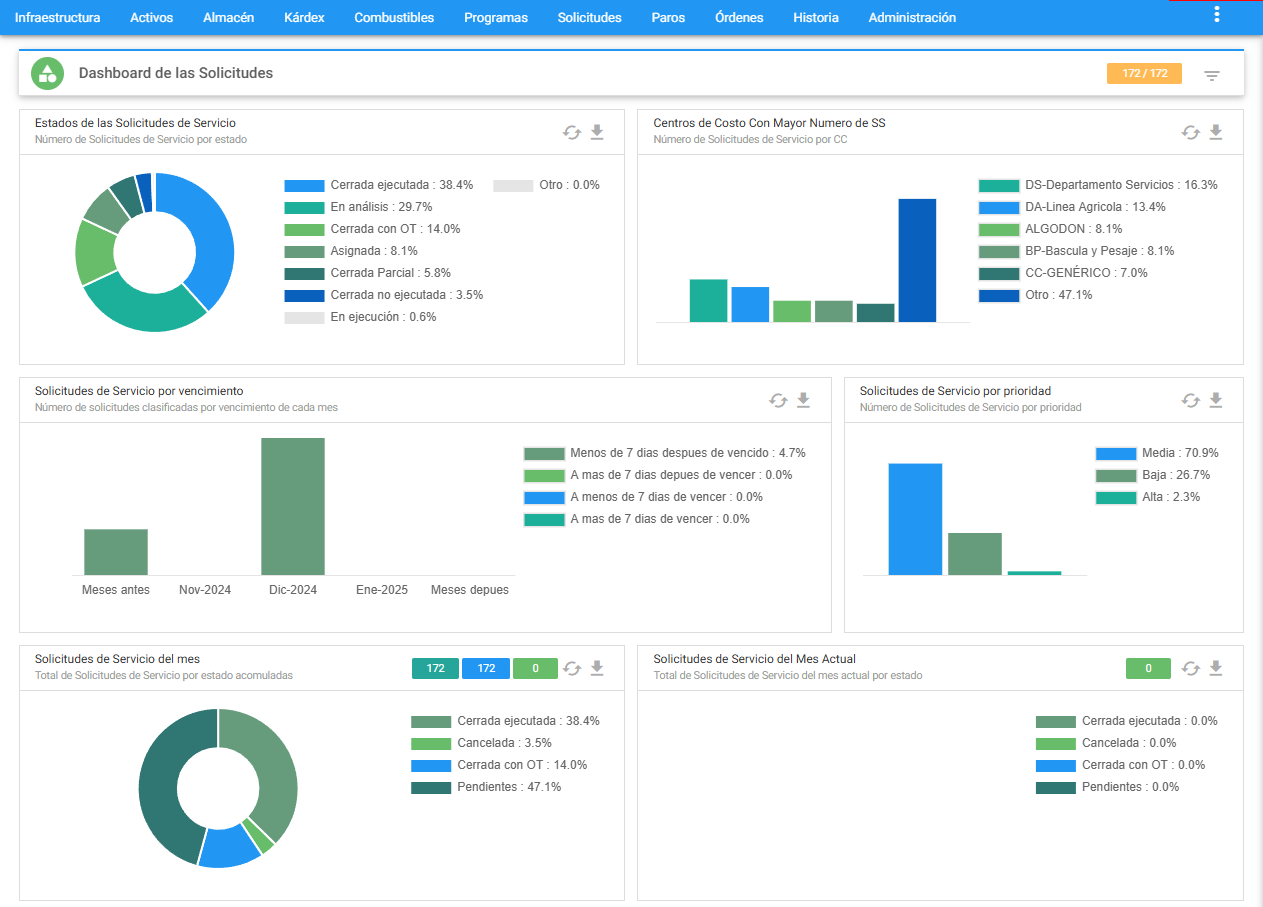 Infraestructura Activos Almacén Kárdex Combustibles Programas Solicitudes Paros Órdenes Historia Administración
Dashboard de las Solicitudes
172 / 172
Estados de las Solicitudes de Servicio
Número de Solicitudes de Servicio por estado
Cerrada ejecutada : 38.4%
En análisis : 29.7%
Cerrada con OT : 14.0%
Asignada : 8.1%
Cerrada Parcial : 5.8%
Cerrada no ejecutada : 3.5%
En ejecución : 0.6%
Otro : 0.0%
Centros de Costo Con Mayor Numero de SS
Número de Solicitudes de Servicio por CC
DS-Departamento Servicios : 16.3%
DA-Linea Agricola : 13.4%
ALGODON : 8.1%
BP-Bascula y Pesaje : 8.1%
CC-GENÉRICO : 7.0%
Otro : 47.1%
Solicitudes de Servicio por vencimiento
Número de solicitudes clasificadas por vencimiento de cada mes
Menos de 7 dias despues de vencido : 4.7%
A mas de 7 dias depues de vencer : 0.0%
A menos de 7 dias de vencer : 0.0%
A mas de 7 dias de vencer : 0.0%
Meses antes Nov-2024 Dic-2024 Ene-2025 Meses depues
Solicitudes de Servicio por prioridad
Número de Solicitudes de Servicio por prioridad
Media : 70.9%
Baja : 26.7%
Alta : 2.3%
Solicitudes de Servicio del mes
Total de Solicitudes de Servicio por estado acomuladas
172 172 0
Cerrada ejecutada : 38.4%
Cancelada : 3.5%
Cerrada con OT : 14.0%
Pendientes : 47.1%
Solicitudes de Servicio del Mes Actual
Total de Solicitudes de Servicio del mes actual por estado
0
Cerrada ejecutada : 0.0%
Cancelada : 0.0%
Cerrada con OT : 0.0%
Pendientes : 0.0%